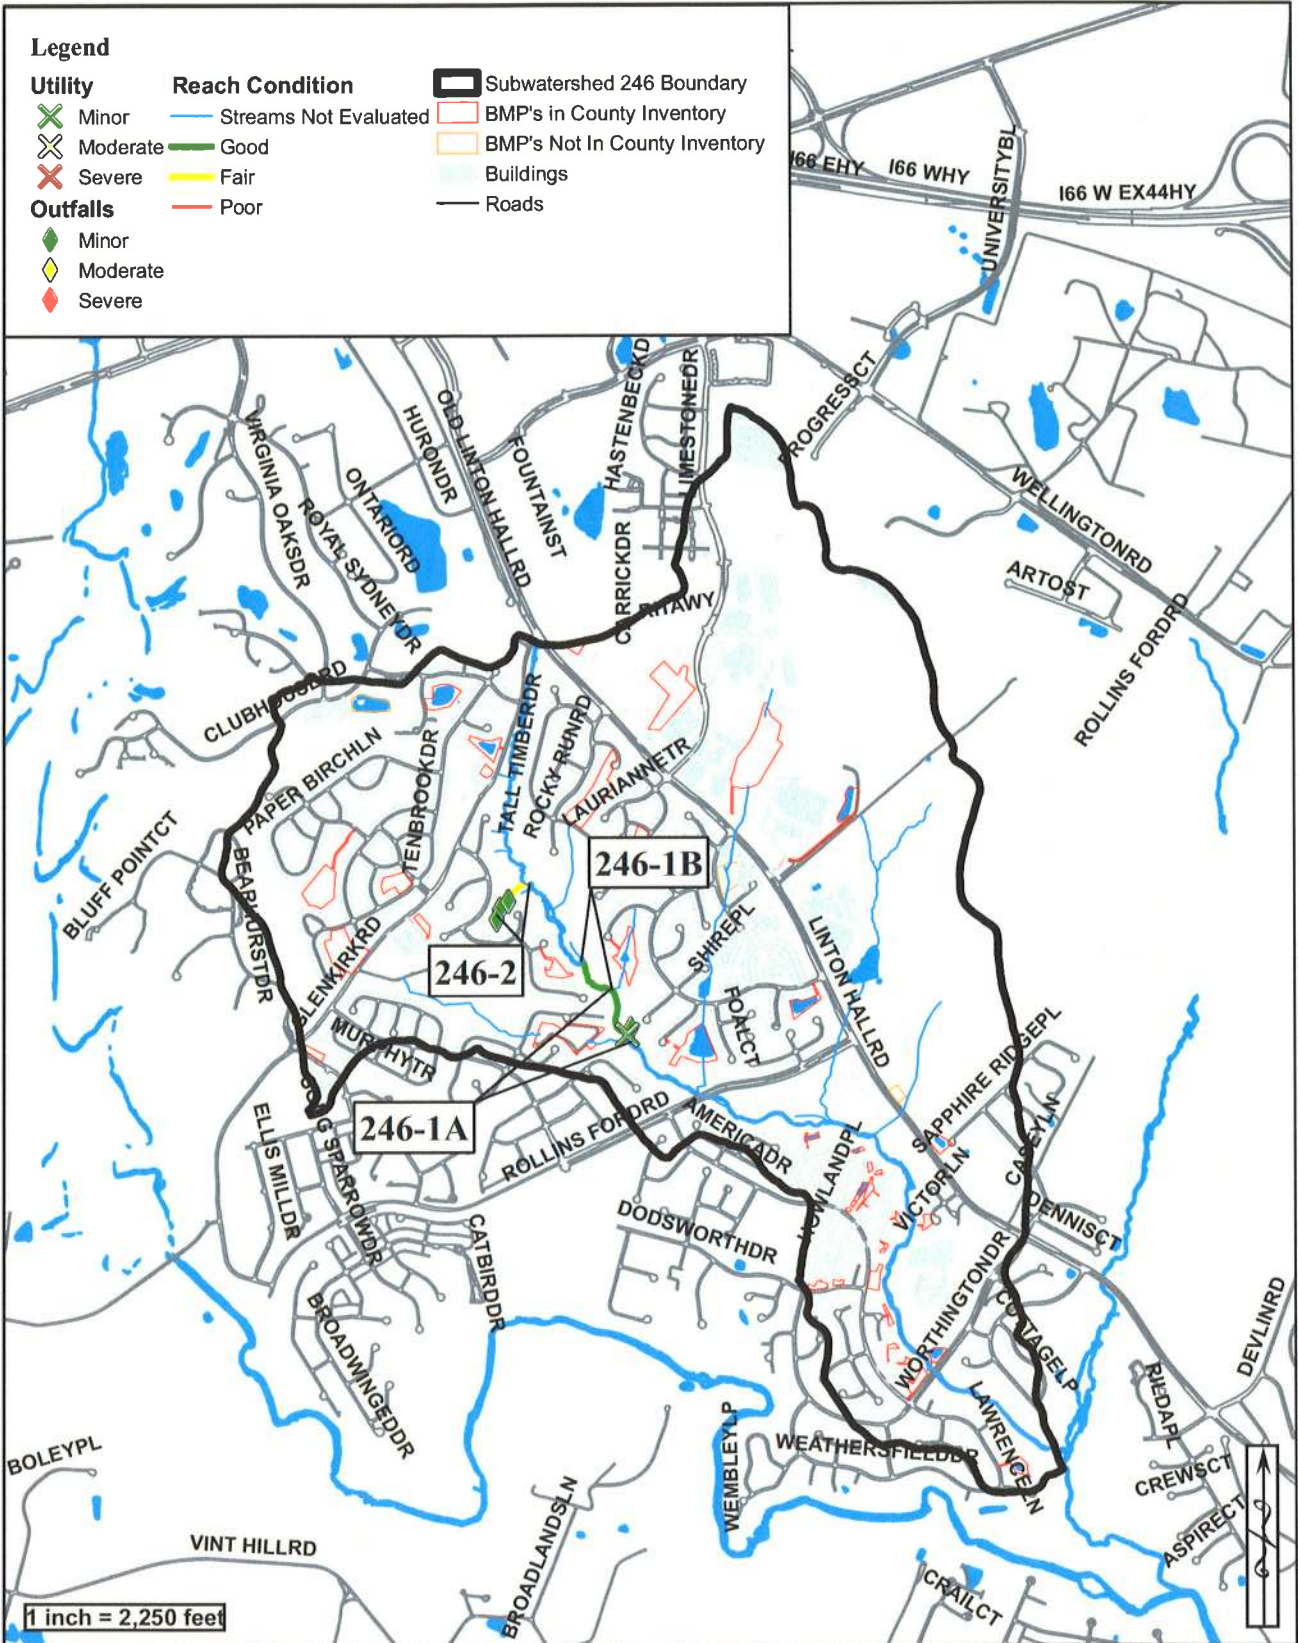 Legend
Utility
Minor
Moderate
Severe
Outfalls
Minor
Moderate
Severe
Reach Condition
Streams Not Evaluated
Good
Fair
Poor
Subwatershed 246 Boundary
BMP's in County Inventory
BMP's Not In County Inventory
Buildings
Roads
I66 EHY
I66 WHY
I66 W EX44HY
UNIVERSITYBL
PROGRESSCT
HASTENBECKD
LIMESTONEDR
OLD LINTON HALLRD
HURONDR
FOUNTAINST
VIRGINIA OAKSDR
ONTARIORD
ROYAL SYDNEYDR
WELLINGTONRD
ARTOST
ROLLINS FORDRD
CARRICKDR
CLUBHOUSERD
TALL TIMBERDR
ROCKY RUNRD
LAURIANNETR
PAPER BIRCHLN
TENBROOKDR
BLUFF POINTCT
BEARHURSTDR
246-1B
246-2
SHIREPL
LINTON HALLRD
GLENKIRKRD
FOALCT
MURPHYTR
SAPPHIRE RIDGEPL
246-1A
ELLIS MILLDR
ROLLINS FORDRD
AMERICADR
HOWLANDPL
VICTORLN
CASEYLN
DENNISCT
DODSWORTHDR
CATBIRDDR
WORTHINGTONDR
COTTAGELP
BROADWINGEDDR
DEVLINRD
RILDAPL
LAWRENCELN
WEMBLEYLP
WEATHERSFIELDDR
BOLEYPL
CREWSCT
ASPIRECT
VINT HILLRD
BROADLANDSLN
CRAILCT
1 inch = 2,250 feet